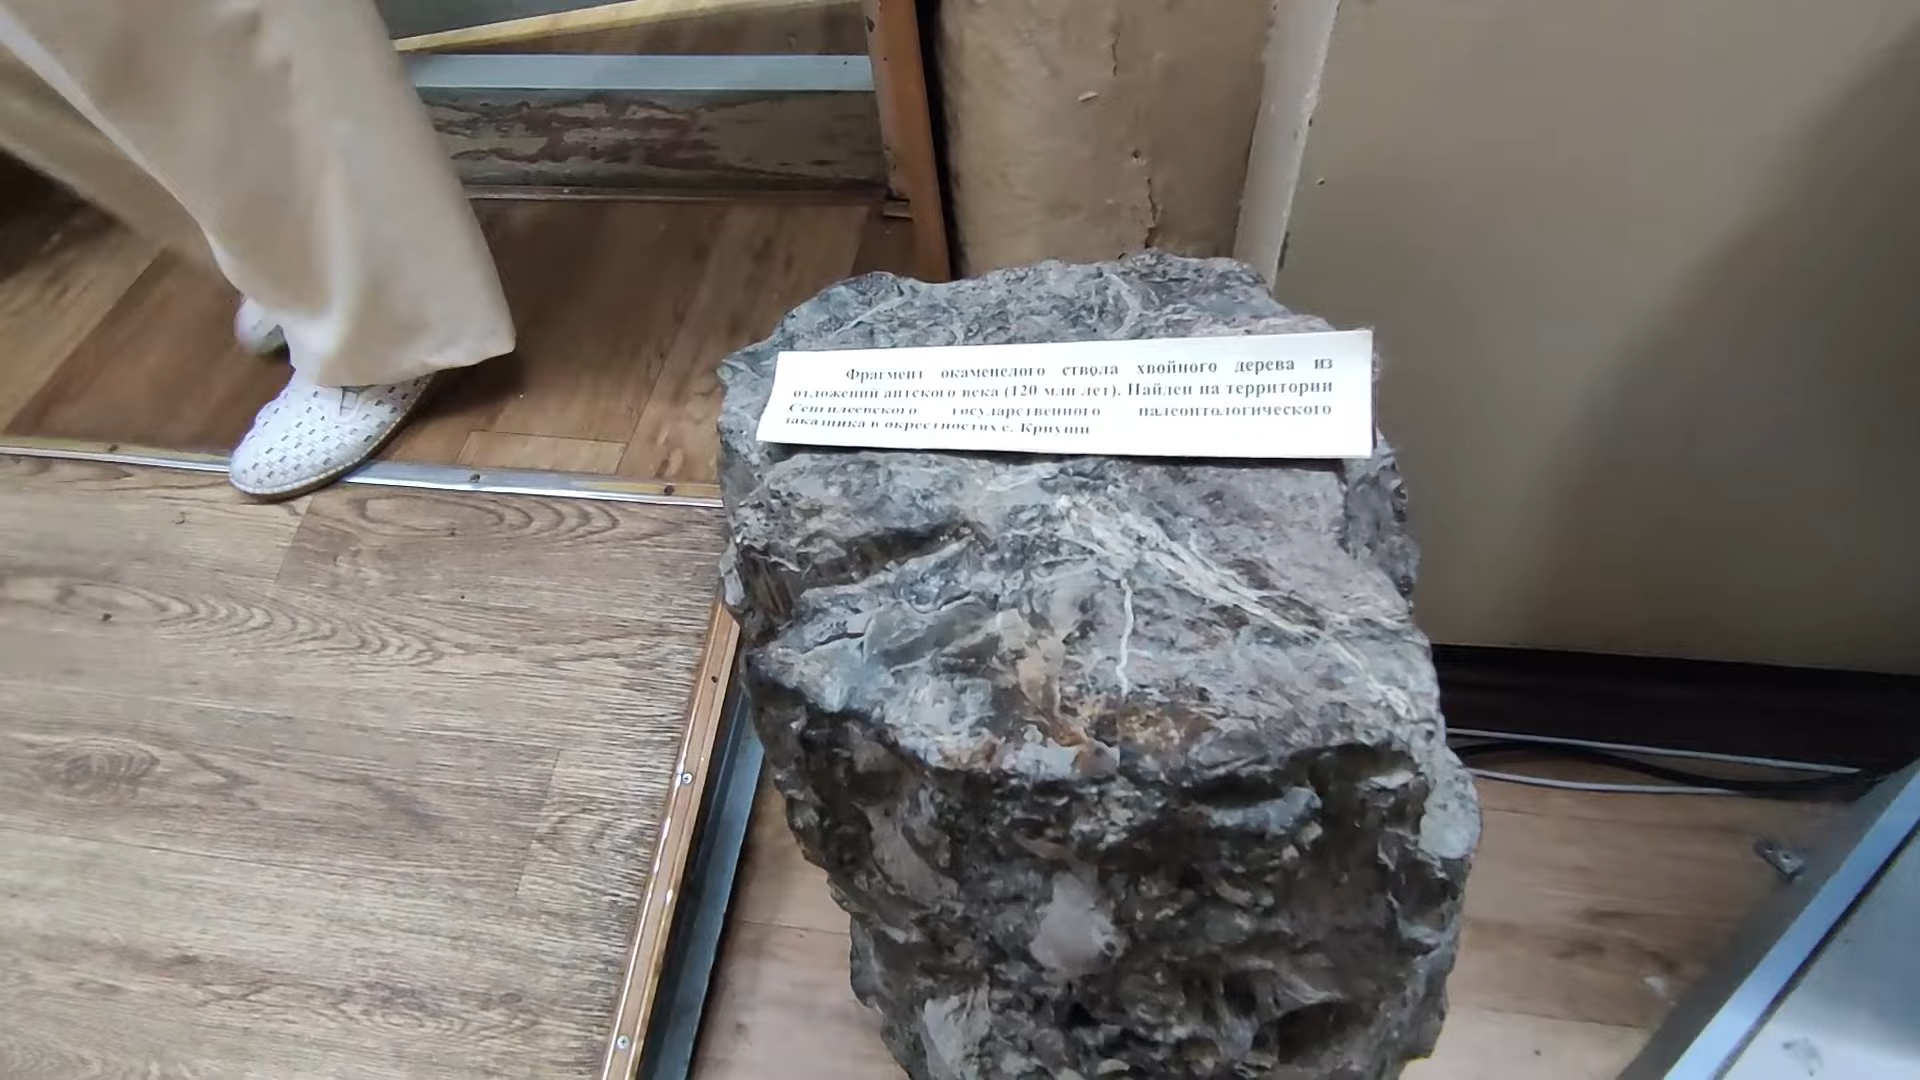 Фрагмент окаменелого ствола хвойного дерева из
отложений аптского века (120 млн лет). Найден на территории
Сенгилеевского государственного палеонтологического
заказника в окрестностях с. Криуши